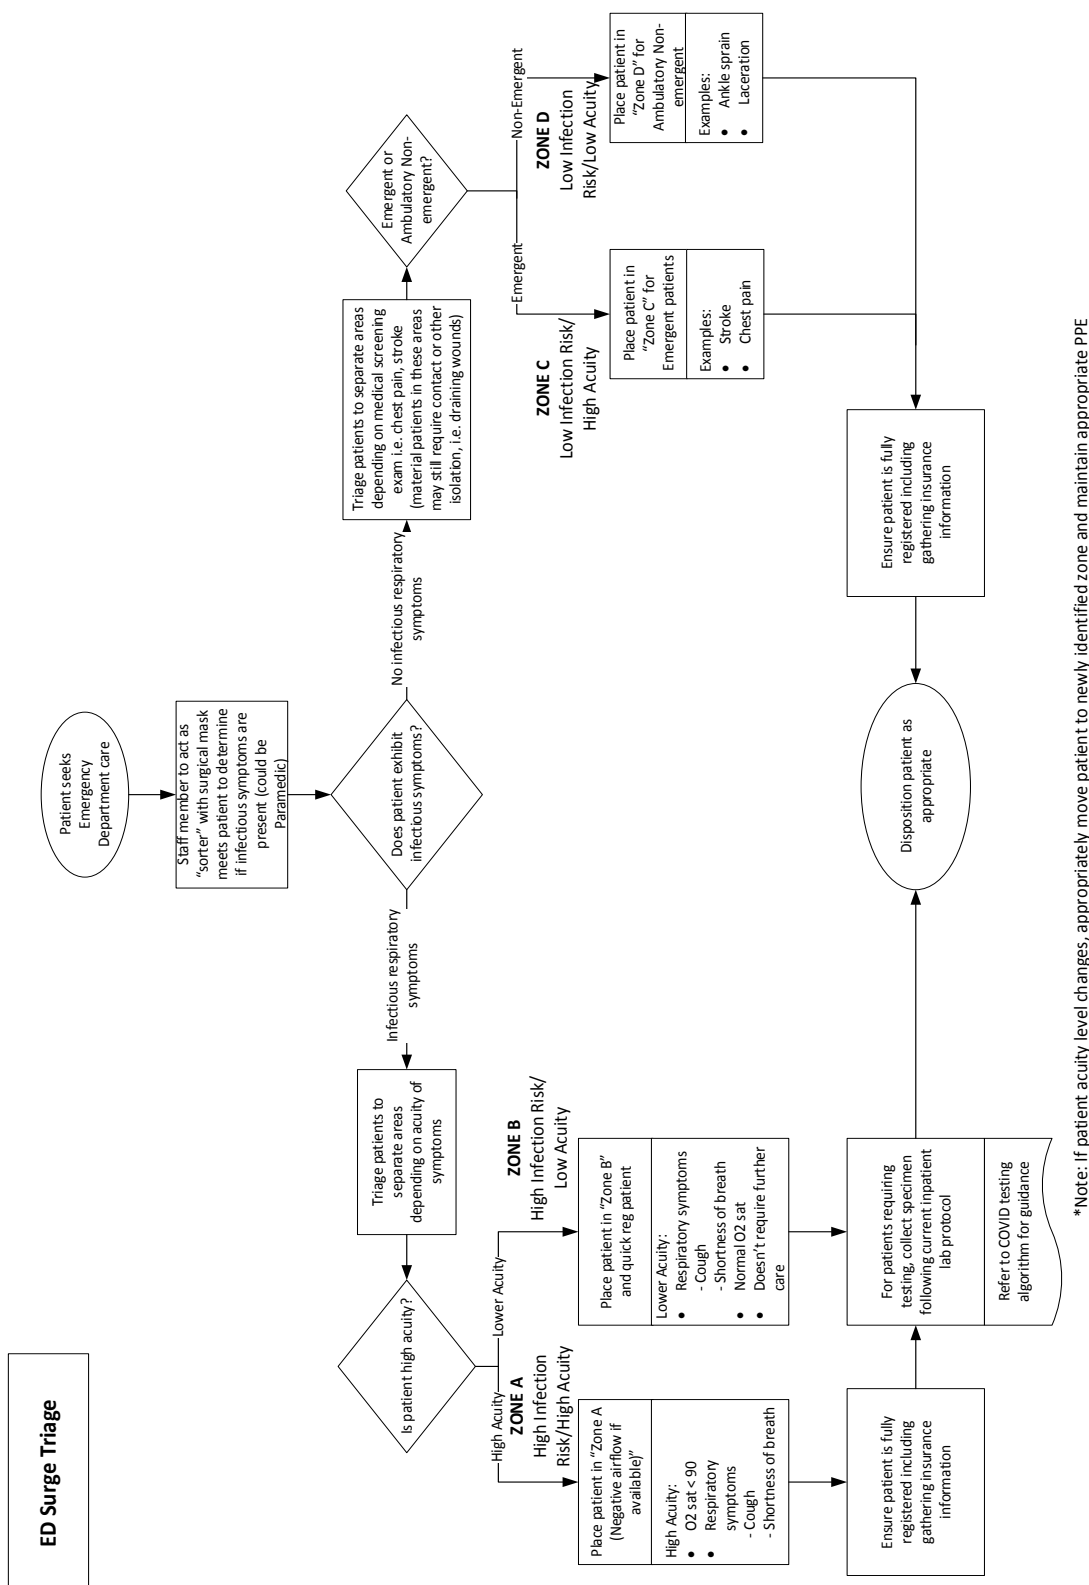 ED Surge Triage
Patient seeks
Emergency
Department care
Staff member to act as
“sorter” with surgical mask
meets patient to determine
if infectious symptoms are
present (could be
Paramedic)
Does patient exhibit
infectious symptoms?
Infectious respiratory
symptoms
No infectious respiratory
symptoms
Triage patients to
separate areas
depending on acuity of
symptoms
Is patient high acuity?
High Acuity
Lower Acuity
ZONE A
High Infection
Risk/High Acuity
ZONE B
High Infection Risk/
Low Acuity
Place patient in “Zone A
(Negative airflow if
available)”
High Acuity:
• O2 sat < 90
• Respiratory
symptoms
- Cough
- Shortness of breath
Place patient in “Zone B”
and quick reg patient
Lower Acuity:
• Respiratory symptoms
- Cough
- Shortness of breath
• Normal O2 sat
• Doesn’t require further
care
Ensure patient is fully
registered including
gathering insurance
information
For patients requiring
testing, collect specimen
following current inpatient
lab protocol
Refer to COVID testing
algorithm for guidance
Triage patients to separate areas
depending on medical screening
exam i.e. chest pain, stroke
(material patients in these areas
may still require contact or other
isolation, i.e. draining wounds)
Emergent or
Ambulatory Non-
emergent?
Emergent
Non-Emergent
ZONE C
Low Infection Risk/
High Acuity
ZONE D
Low Infection
Risk/Low Acuity
Place patient in
“Zone C” for
Emergent patients
Examples:
• Stroke
• Chest pain
Place patient in
“Zone D” for
Ambulatory Non-
emergent
Examples:
• Ankle sprain
• Laceration
Ensure patient is fully
registered including
gathering insurance
information
Disposition patient as
appropriate
*Note: If patient acuity level changes, appropriately move patient to newly identified zone and maintain appropriate PPE